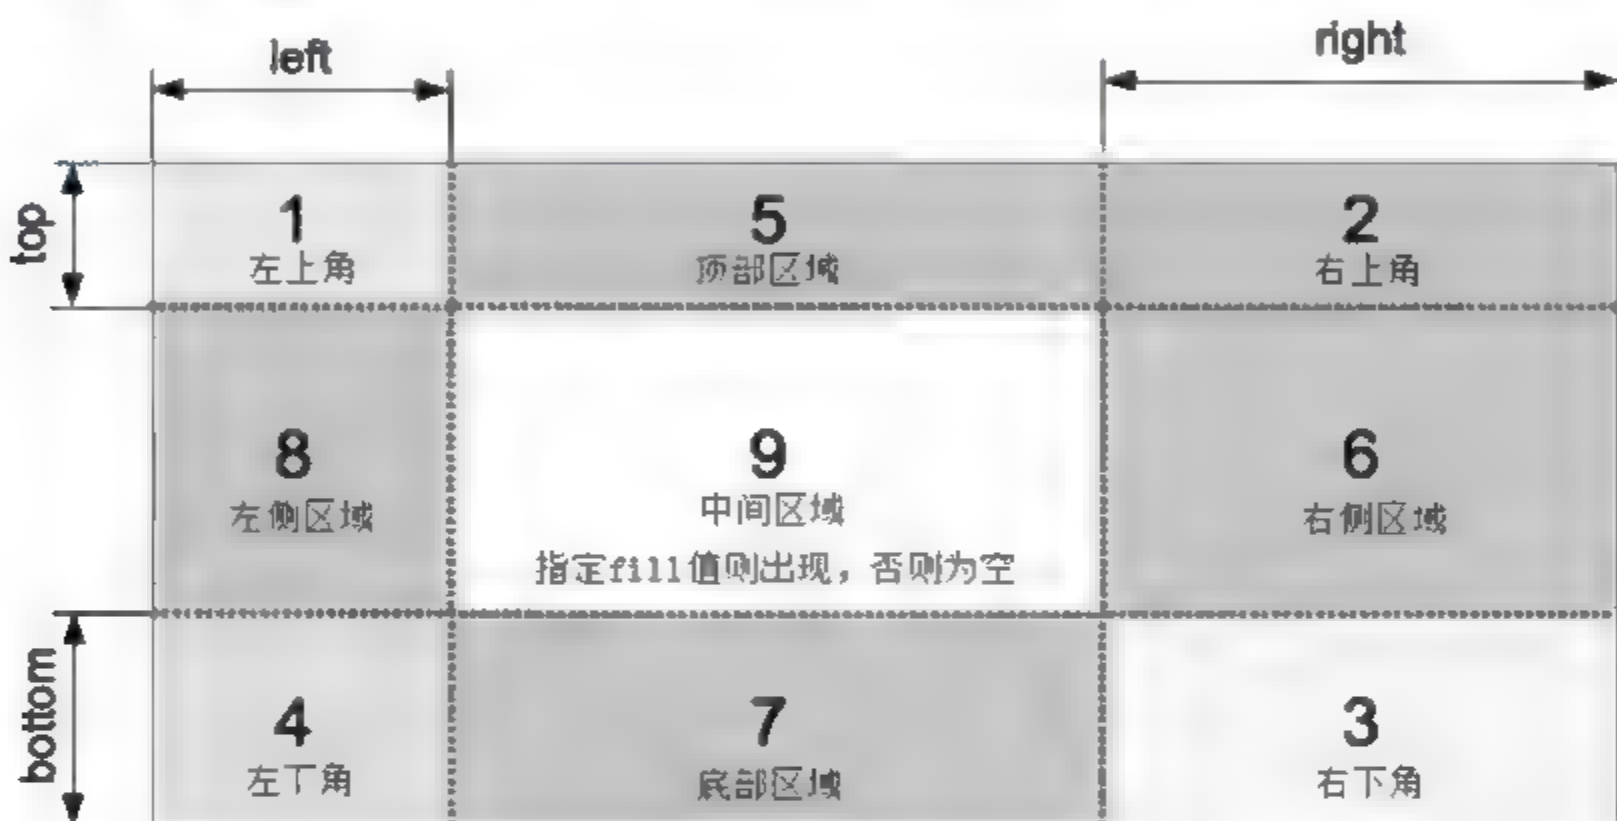 left
right
top
1
左上角
5
顶部区域
2
右上角
8
左侧区域
9
中间区域
指定fill值则出现，否则为空
6
右侧区域
bottom
4
左下角
7
底部区域
3
右下角